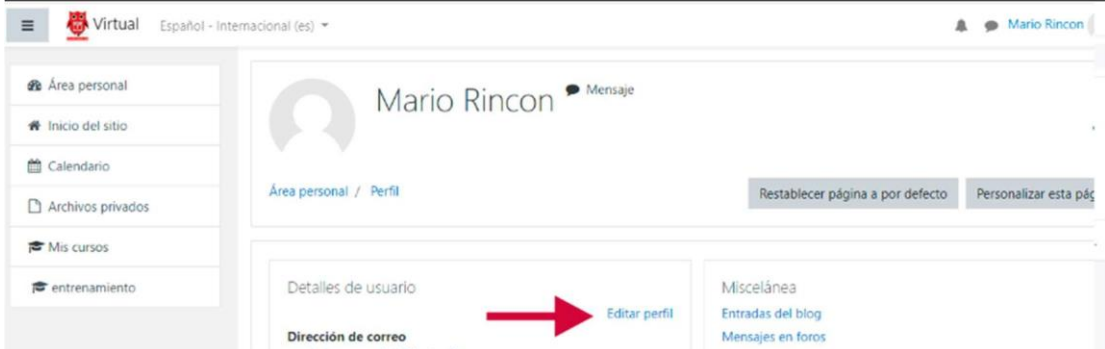 Virtual Español - Internacional (es)
Mario Rincon
Área personal
Inicio del sitio
Calendario
Archivos privados
Mis cursos
entrenamiento
Mario Rincon Mensaje
Área personal / Perfil
Restablecer página a por defecto Personalizar esta
Detalles de usuario
Editar perfil
Dirección de correo
Miscelánea
Entradas del blog
Mensajes en foros